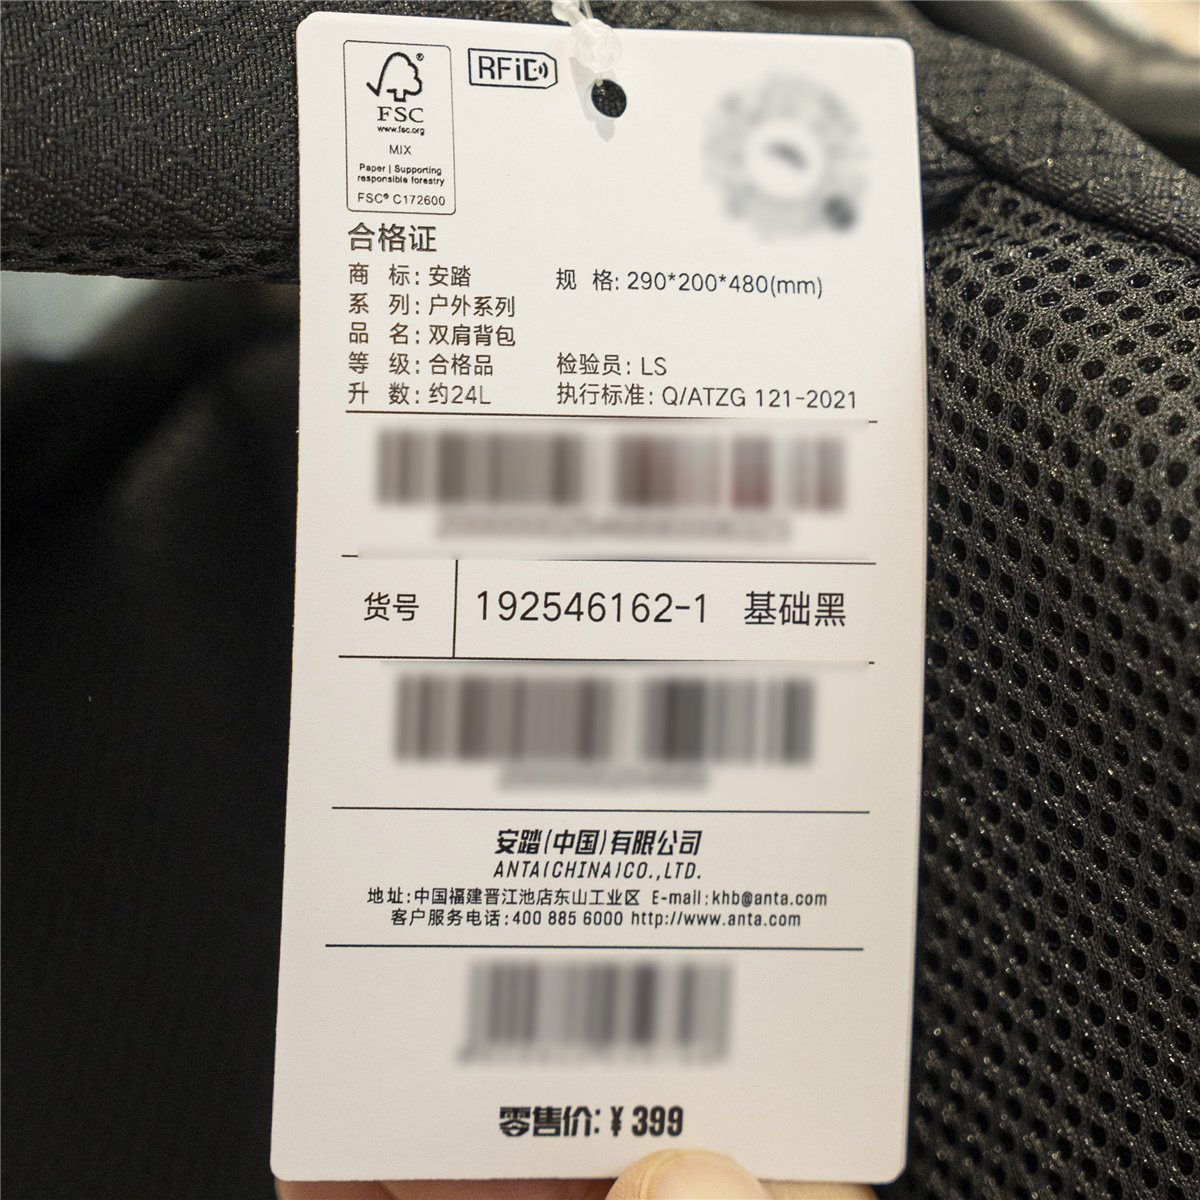 RFiD
FSC®
www.fsc.org
MIX
Paper | Supporting
responsible forestry
FSC® C172600
合格证
商 标: 安踏 规 格: 290*200*480(mm)
系 列: 户外系列
品 名: 双肩背包
等 级: 合格品 检验员: LS
升 数: 约24L 执行标准: Q/ATZG 121-2021
货号 192546162-1 基础黑
安踏(中国)有限公司
ANTA(CHINA)CO.,LTD.
地址:中国福建晋江池店东山工业区 E-mail:khb@anta.com
客户服务电话:400 885 6000 http://www.anta.com
零售价:¥399